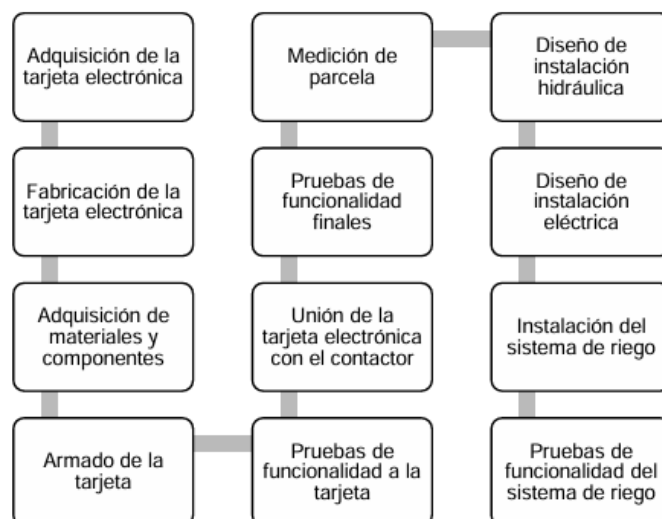 Adquisición de la
tarjeta electrónica
Fabricación de la
tarjeta electrónica
Adquisición de
materiales y
componentes
Armado de la
tarjeta
Pruebas de
funcionalidad a la
tarjeta
Unión de la
tarjeta electrónica
con el contactor
Pruebas de
funcionalidad
finales
Medición de
parcela
Diseño de
instalación
hidráulica
Diseño de
instalación
eléctrica
Instalación del
sistema de riego
Pruebas de
funcionalidad del
sistema de riego